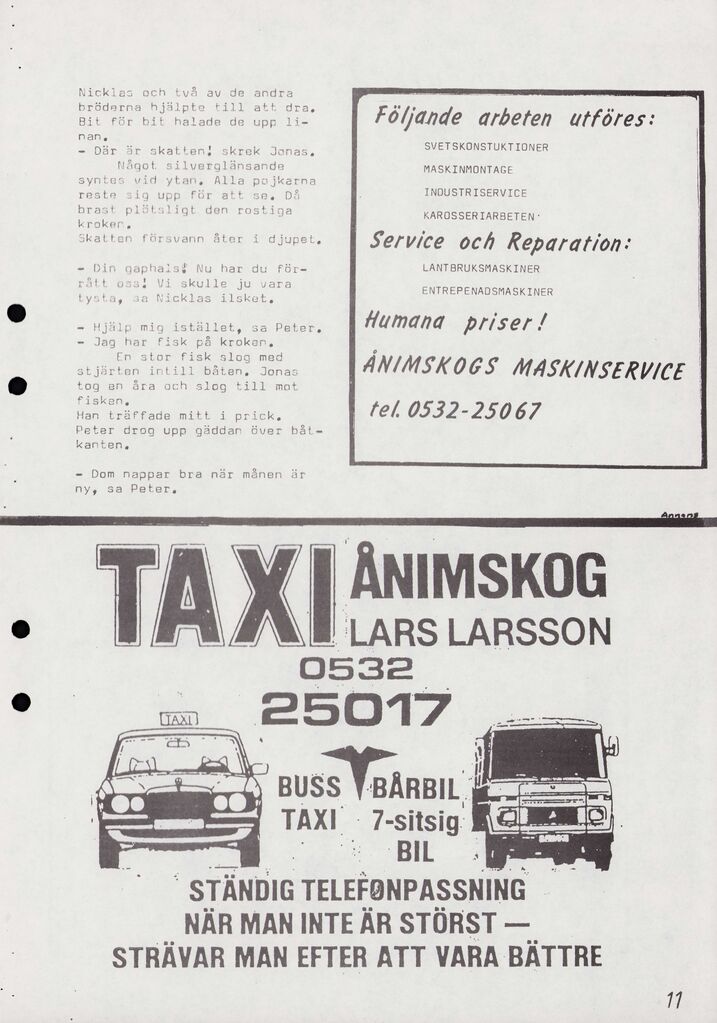 Nicklas och två av de andra
bröderna hjälpte till att dra.
Bit för bit halade de upp li-
nan.
- Där är skatten! skrek Jonas.
Något silverglänsande
syntes vid ytan. Alla pojkarna
reste sig upp för att se. Då
brast plötsligt den rostiga
kroken.
Skatten försvann åter i djupet.
- Din gaphals! Nu har du för-
rått oss! Vi skulle ju vara
tysta, sa Nicklas ilsket.
- Hjälp mig istället, sa Peter.
- Jag har fisk på kroken.
En stor fisk slog med
stjärten intill båten. Jonas
tog en åra och slog till mot
fisken.
Han träffade mitt i prick.
Peter drog upp gäddan över båt-
kanten.
- Dom nappar bra när månen är
ny, sa Peter.
Följande arbeten utföres:
SVETSKONSTUKTIONER
MASKINMONTAGE
INDUSTRISERVICE
KAROSSERIARBETEN
Service och Reparation:
LANTBRUKSMASKINER
ENTREPENADSMASKINER
Humana priser!
ÅNIMSKOGS MASKINSERVICE
tel. 0532-25067
Annons
TAXI ÅNIMSKOG
LARS LARSSON
0532
25017
TAXI
BUSS BÅRBIL
TAXI 7-sitsig
BIL
STÄNDIG TELEFONPASSNING
NÄR MAN INTE ÄR STÖRST —
STRÄVAR MAN EFTER ATT VARA BÄTTRE
11